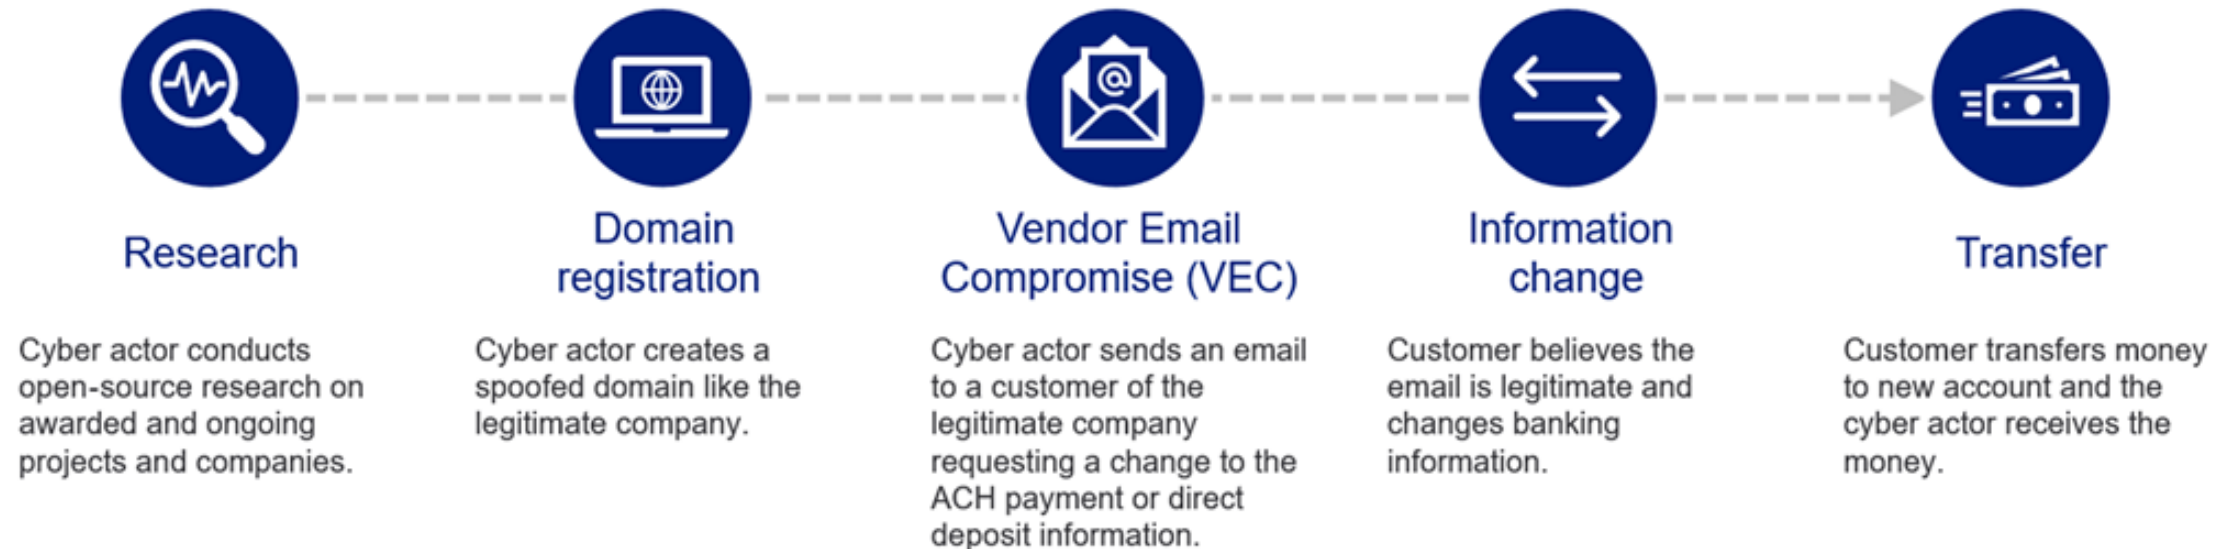 Research
Domain
registration
Vendor Email
Compromise (VEC)
Information
change
Transfer
Cyber actor conducts
open-source research on
awarded and ongoing
projects and companies.
Cyber actor creates a
spoofed domain like the
legitimate company.
Cyber actor sends an email
to a customer of the
legitimate company
requesting a change to the
ACH payment or direct
deposit information.
Customer believes the
email is legitimate and
changes banking
information.
Customer transfers money
to new account and the
cyber actor receives the
money.